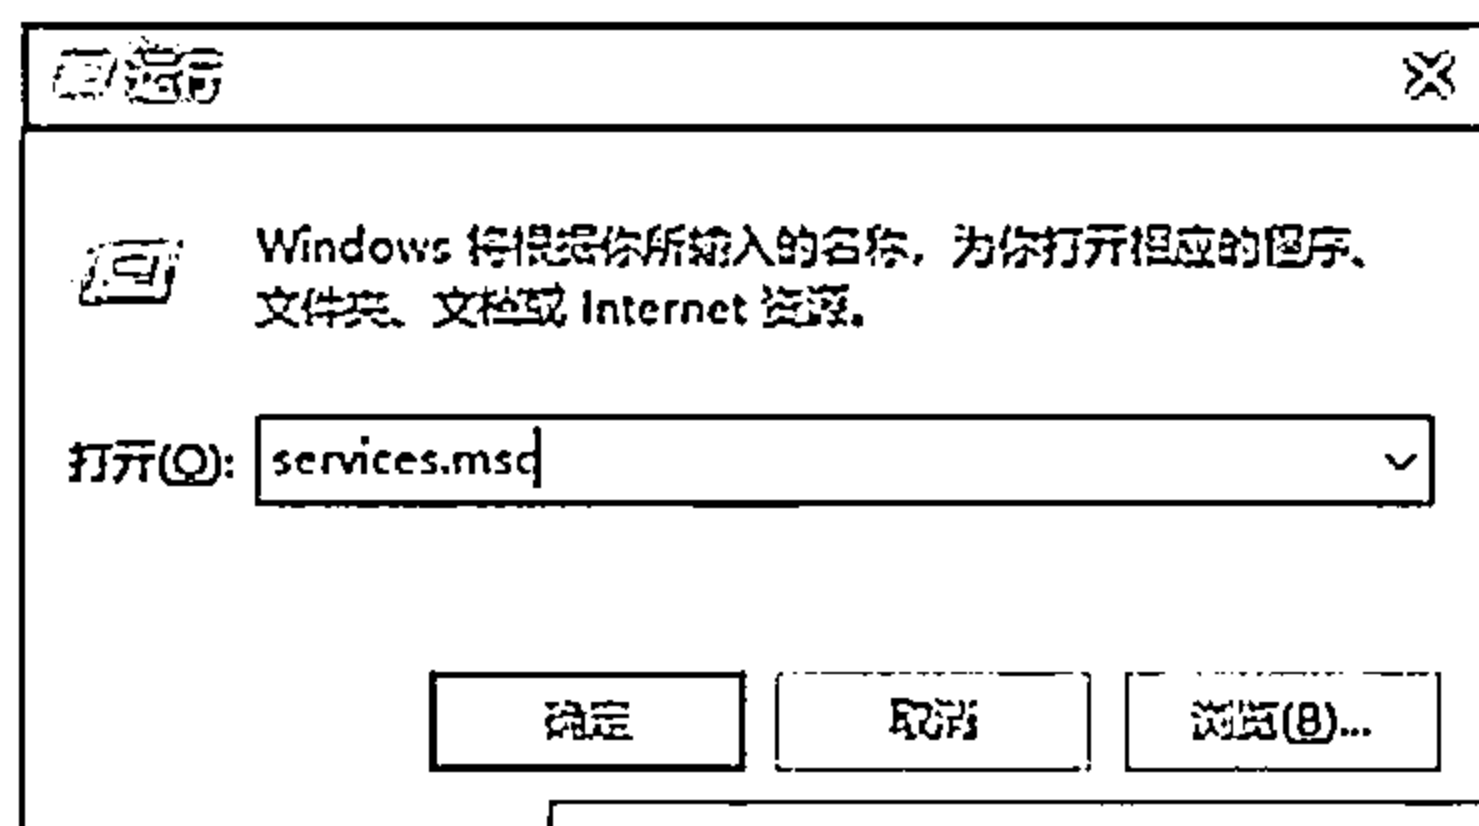 运行
Windows 将根据你所输入的名称，为你打开相应的程序、
文件夹、文档或 Internet 资源。
打开(O): services.msc
确定 取消 浏览(B)...